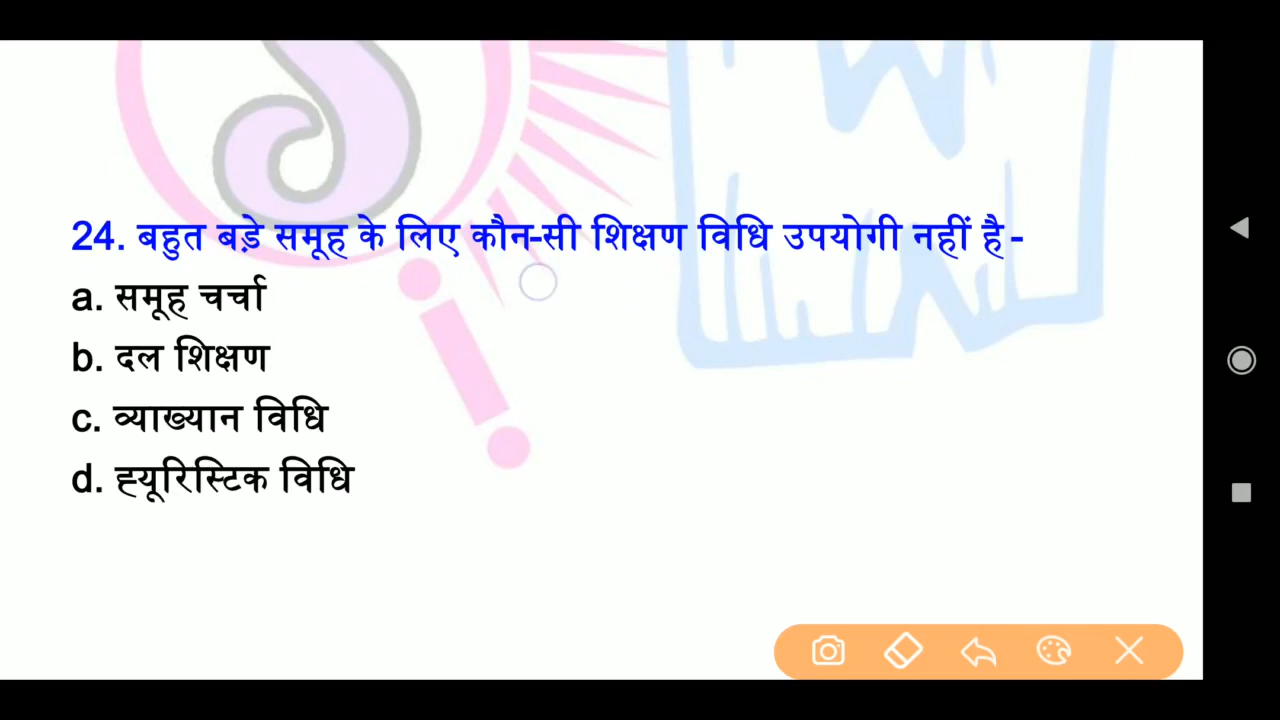 24. बहुत बड़े समूह के लिए कौन-सी शिक्षण विधि उपयोगी नहीं है -
a. समूह चर्चा
b. दल शिक्षण
c. व्याख्यान विधि
d. ह्यूरिस्टिक विधि